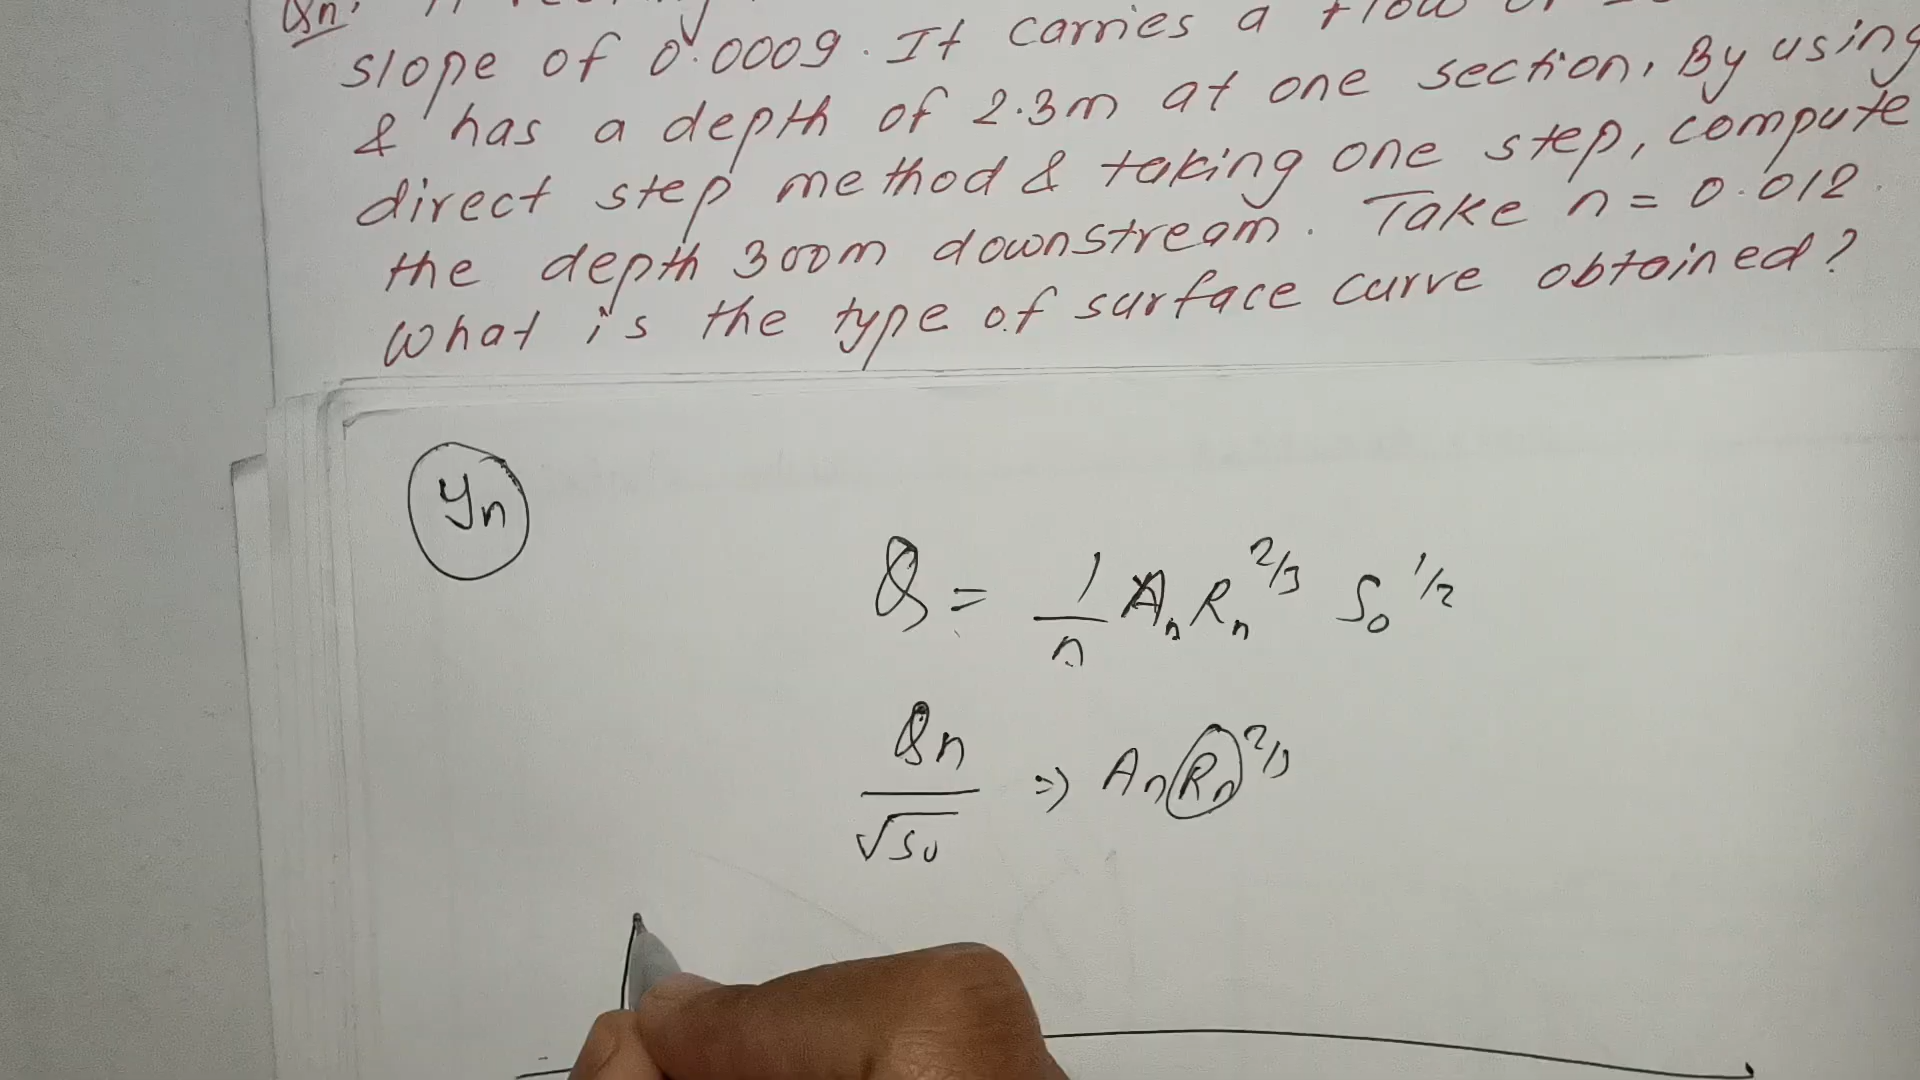 Qn.
slope of 0.0009. It carries a flow
& has a depth of 2.3m at one section. By using
direct step method & taking one step, compute
the depth 300m downstream. Take n = 0.012.
What is the type of surface curve obtained?
yn
Q = 1/n An Rn^2/3 So^1/2
Qn/√So => An Rn^2/3